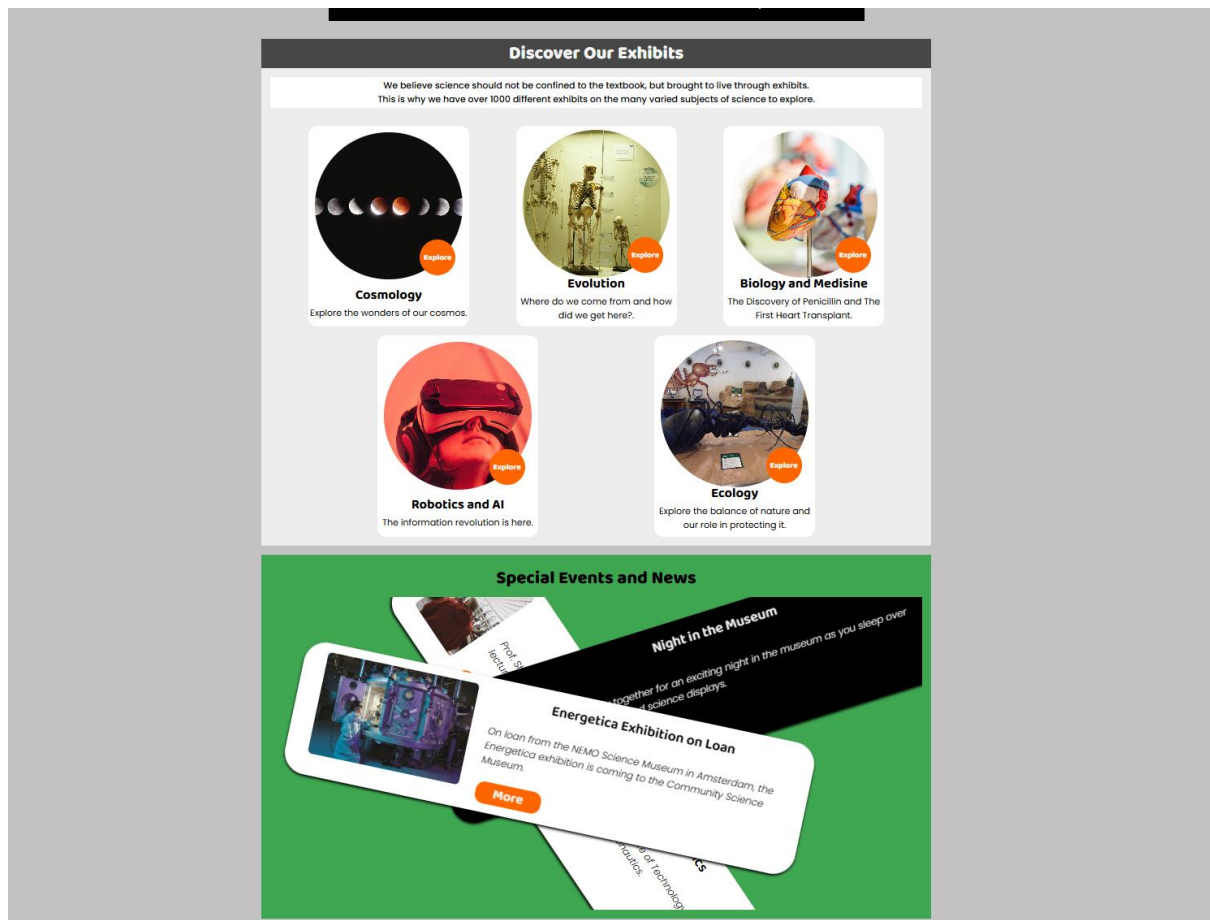 Discover Our Exhibits
We believe science should not be confined to the textbook, but brought to live through exhibits.
This is why we have over 1000 different exhibits on the many varied subjects of science to explore.
Explore
Cosmology
Explore the wonders of our cosmos.
Explore
Evolution
Where do we come from and how
did we get here?.
Explore
Biology and Medisine
The Discovery of Penicillin and The
First Heart Transplant.
Explore
Robotics and AI
The information revolution is here.
Explore
Ecology
Explore the balance of nature and
our role in protecting it.
Special Events and News
Night in the Museum
together for an exciting night in the museum as you sleep over
science displays.
Prof.
Energetica Exhibition on Loan
On loan from the NEMO Science Museum in Amsterdam, the
Energetica exhibition is coming to the Community Science
Museum.
More
of Technology